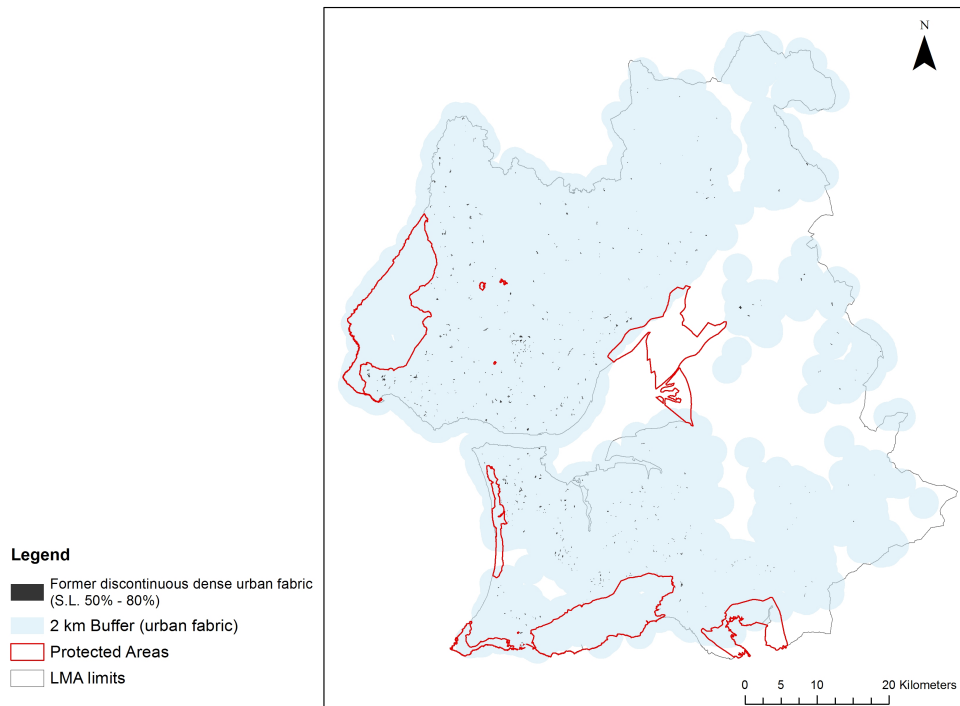 N
Legend
Former discontinuous dense urban fabric
(S.L. 50% - 80%)
2 km Buffer (urban fabric)
Protected Areas
LMA limits
0 5 10 20 Kilometers